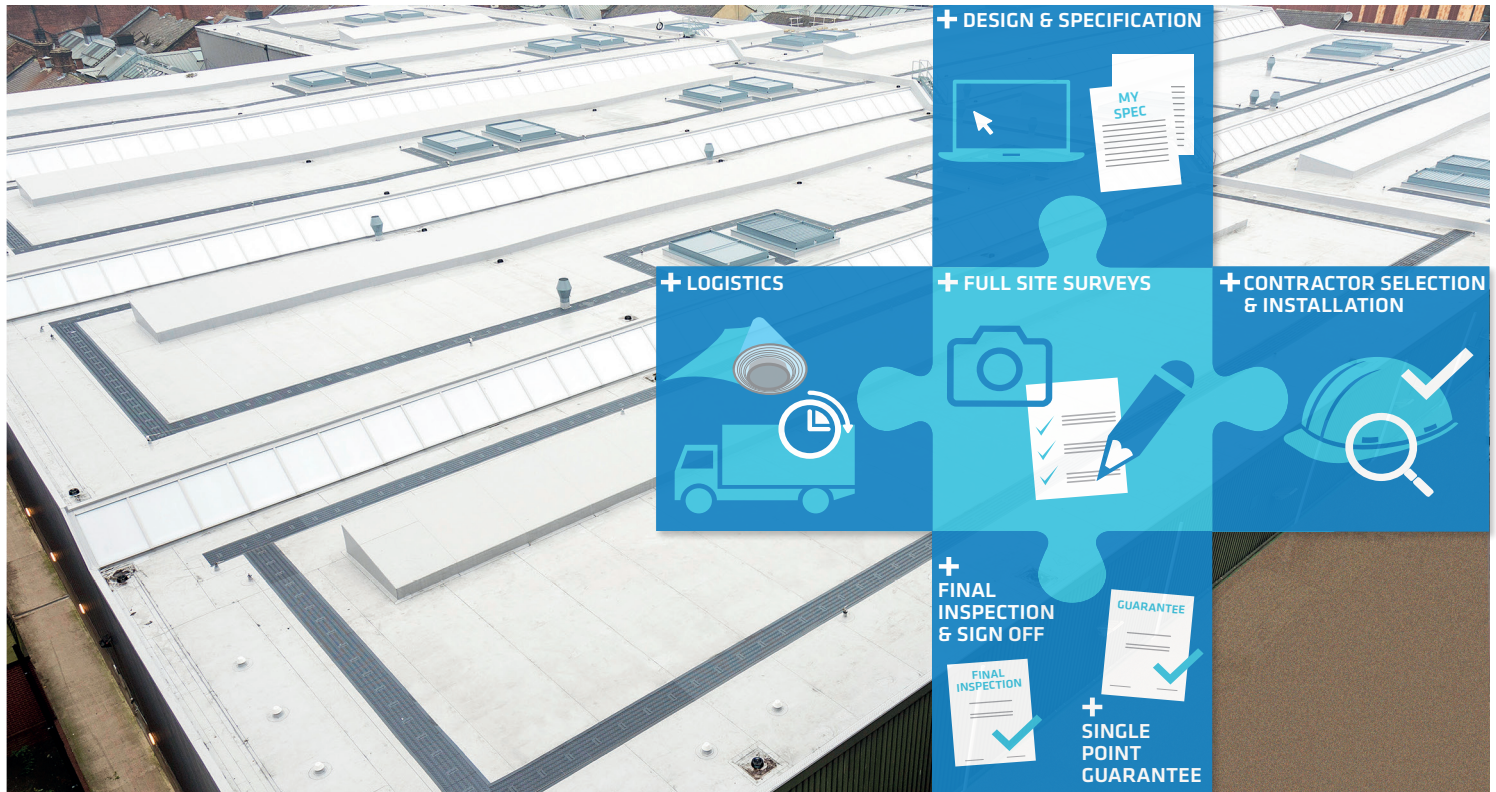 + DESIGN & SPECIFICATION
MY
SPEC
+ LOGISTICS
+ FULL SITE SURVEYS
+ CONTRACTOR SELECTION
& INSTALLATION
+
FINAL
INSPECTION
& SIGN OFF
FINAL
INSPECTION
GUARANTEE
+
SINGLE
POINT
GUARANTEE